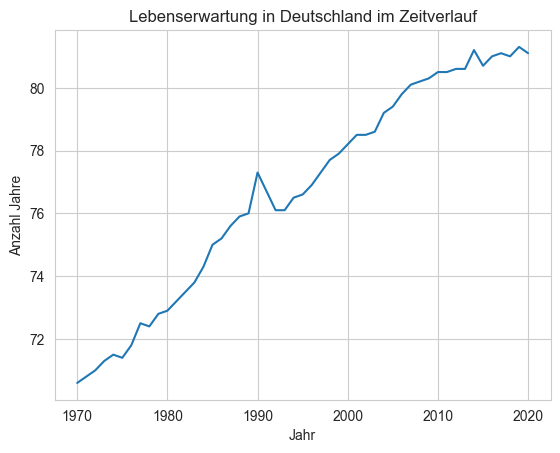 Lebenserwartung in Deutschland im Zeitverlauf
Anzahl Jahre
80
78
76
74
72
1970 1980 1990 2000 2010 2020
Jahr